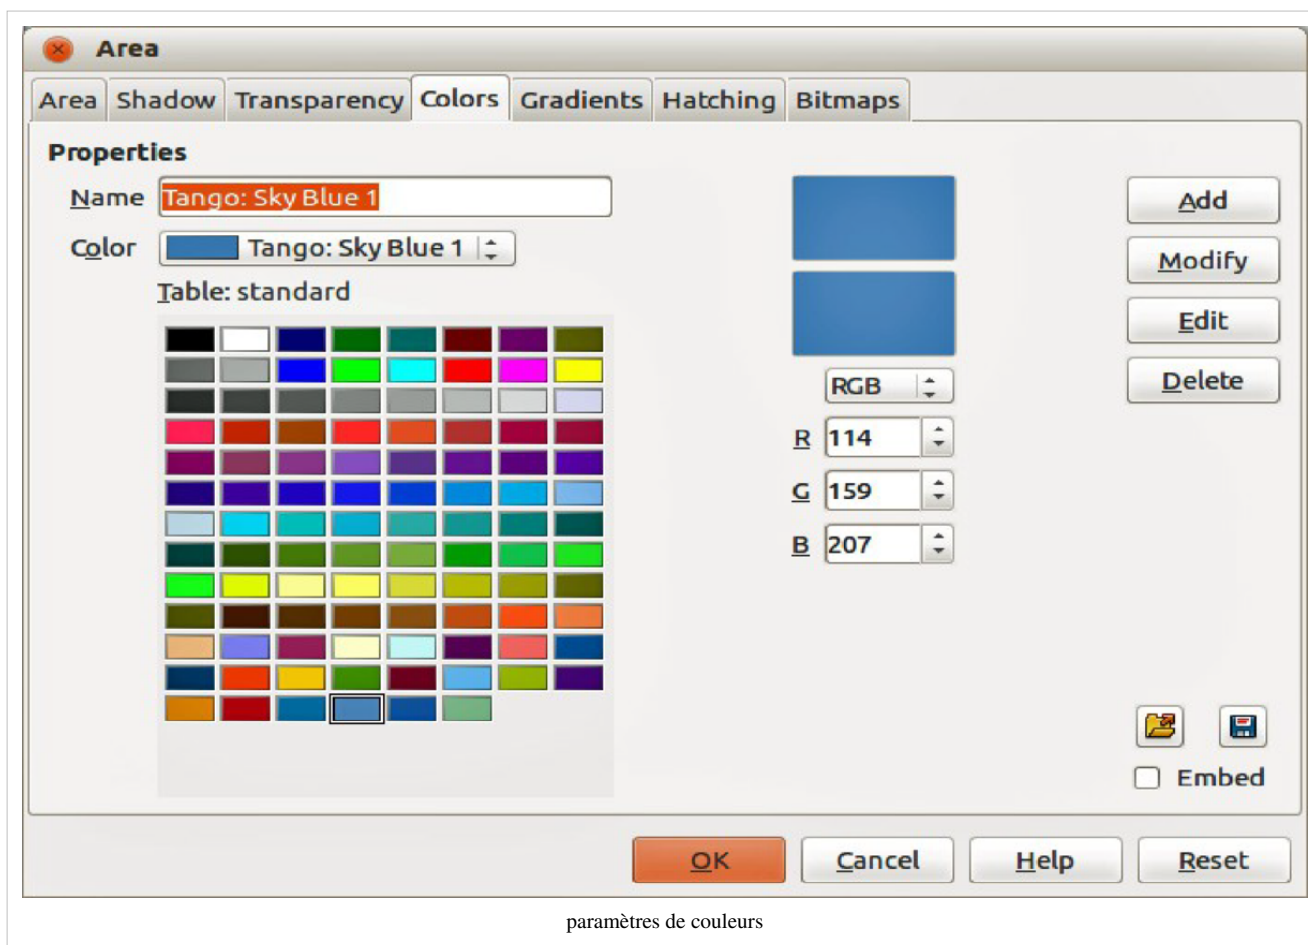 Area
Area Shadow Transparency Colors Gradients Hatching Bitmaps
Properties
Name Tango: Sky Blue 1
Color Tango: Sky Blue 1
Table: standard
Add
Modify
Edit
Delete
RGB
R 114
G 159
B 207
Embed
OK Cancel Help Reset
paramètres de couleurs